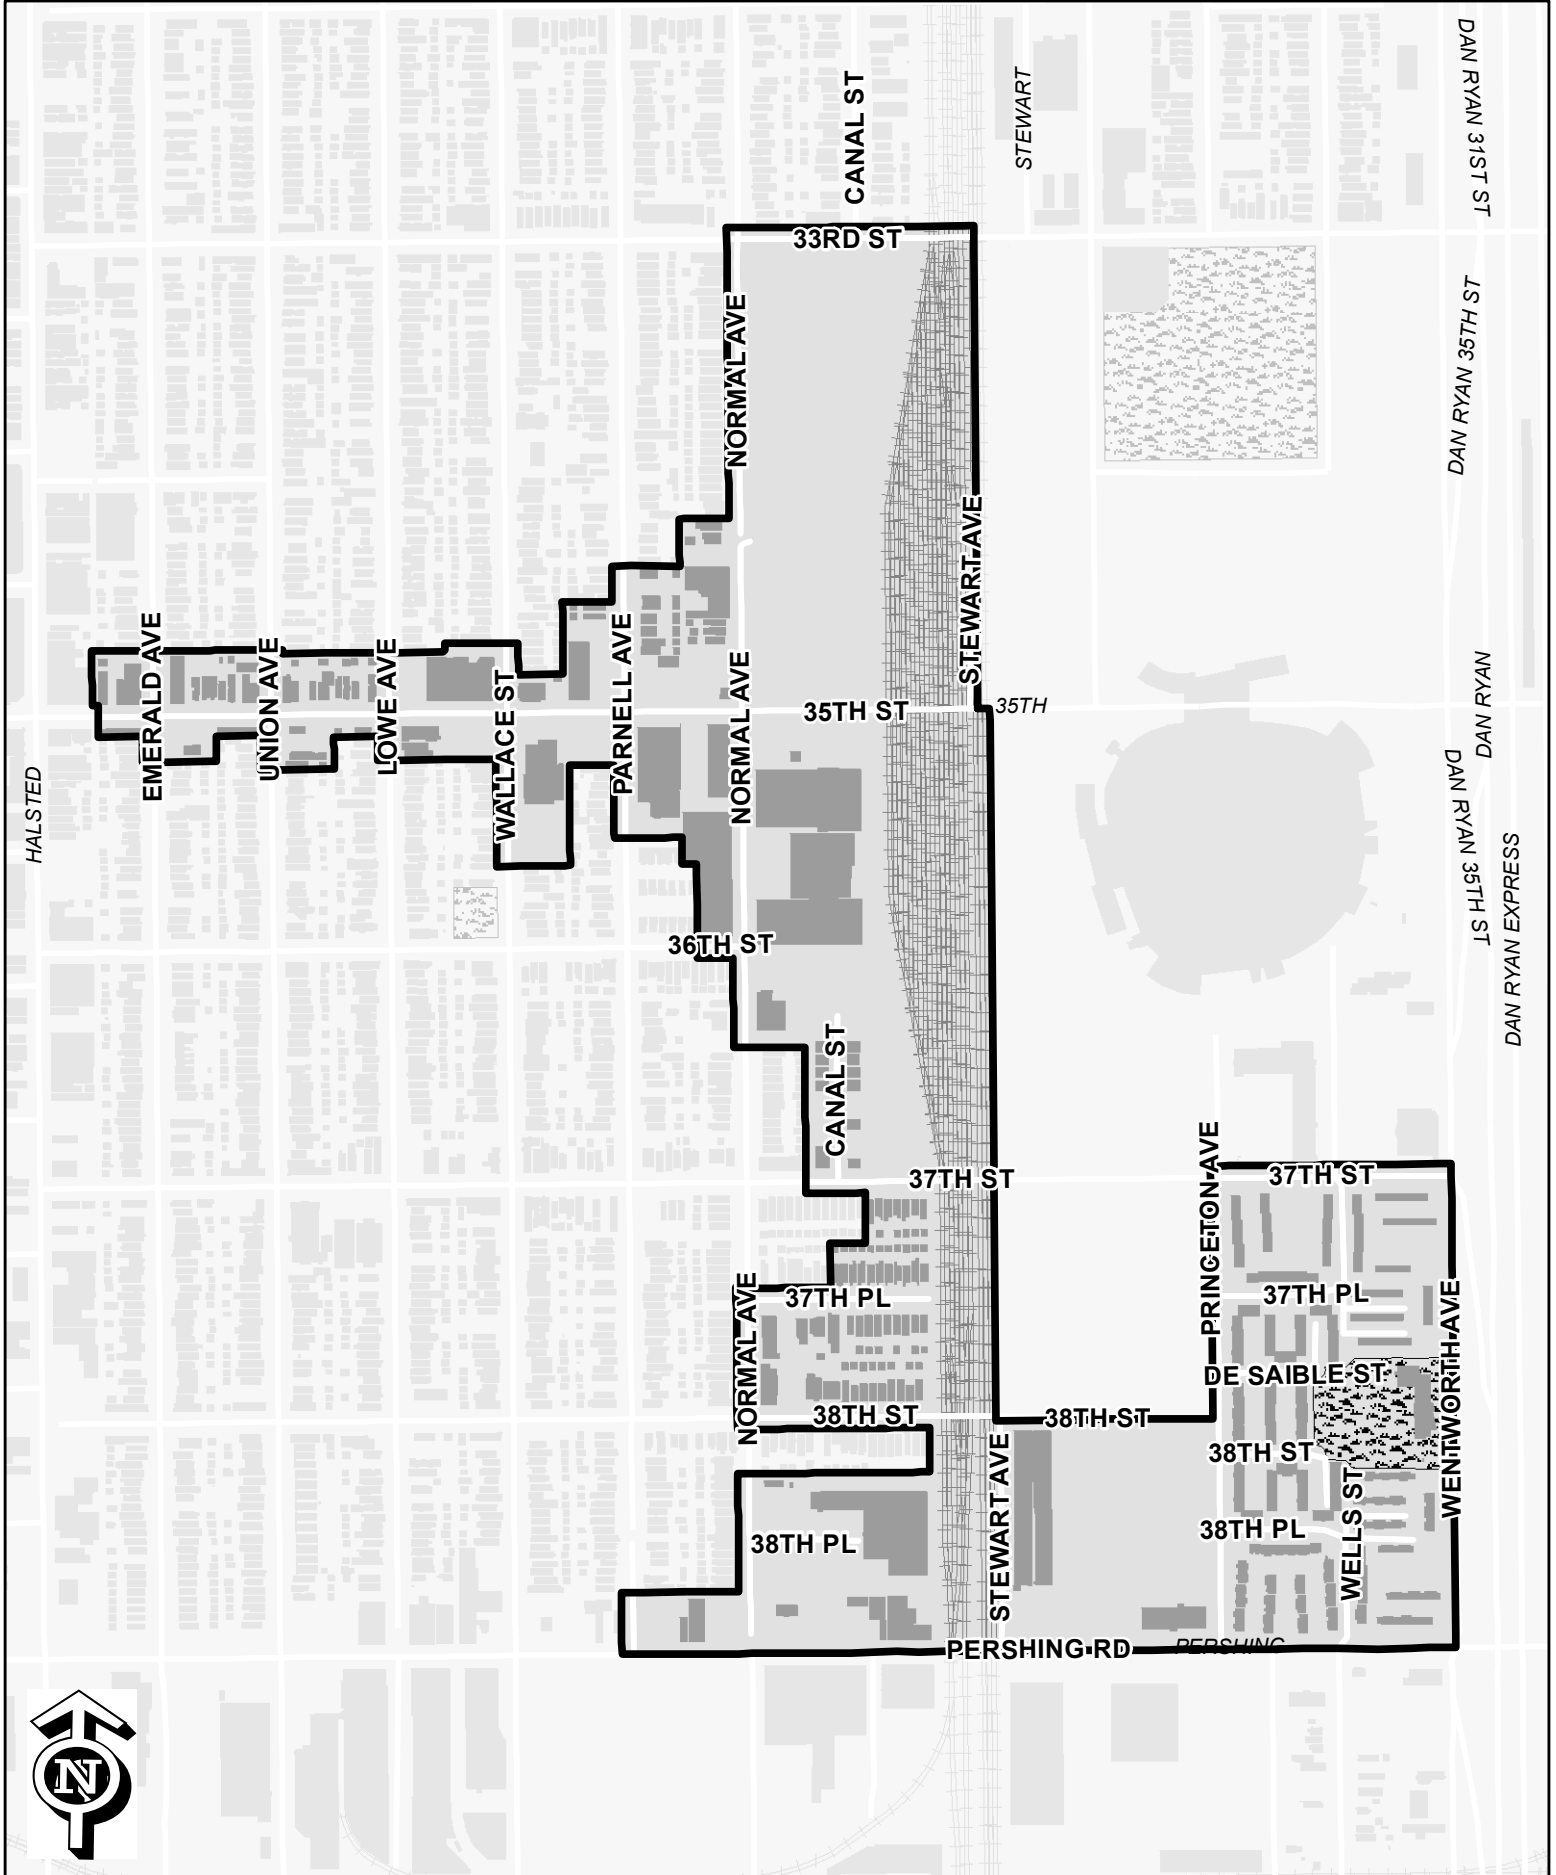 DAN RYAN 31ST ST
CANAL ST
STEWART
33RD ST
DAN RYAN 35TH ST
NORMAL AVE
STEWART AVE
EMERALD AVE
UNION AVE
LOWE AVE
WALLACE ST
PARNELL AVE
NORMAL AVE
35TH ST
35TH
DAN RYAN
HALSTED
DAN RYAN 35TH ST
DAN RYAN EXPRESS
36TH ST
CANAL ST
37TH ST
PRINCETON AVE
37TH ST
37TH PL
37TH PL
NORMAL AVE
DE SAIBLE ST
WENTWORTH AVE
38TH ST
38TH ST
38TH ST
STEWART AVE
38TH PL
38TH PL
WELLS ST
PERSHING RD
PERSHING
N